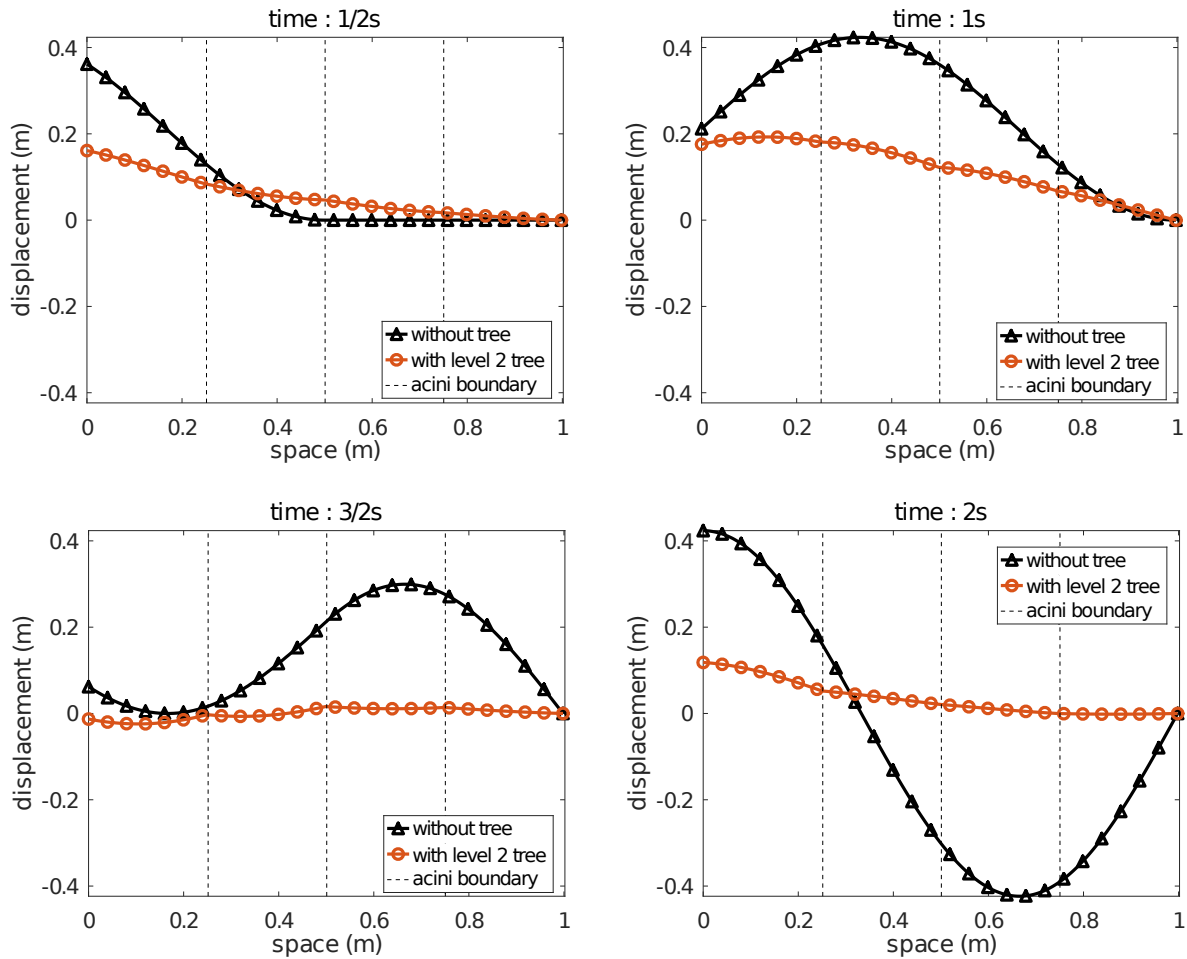 time : 1/2s
displacement (m)
0.4
0.2
0
-0.2
-0.4
without tree
with level 2 tree
acini boundary
0 0.2 0.4 0.6 0.8 1
space (m)
time : 1s
displacement (m)
0.4
0.2
0
-0.2
-0.4
without tree
with level 2 tree
acini boundary
0 0.2 0.4 0.6 0.8 1
space (m)
time : 3/2s
displacement (m)
0.4
0.2
0
-0.2
-0.4
without tree
with level 2 tree
acini boundary
0 0.2 0.4 0.6 0.8 1
space (m)
time : 2s
displacement (m)
0.4
0.2
0
-0.2
-0.4
without tree
with level 2 tree
acini boundary
0 0.2 0.4 0.6 0.8 1
space (m)